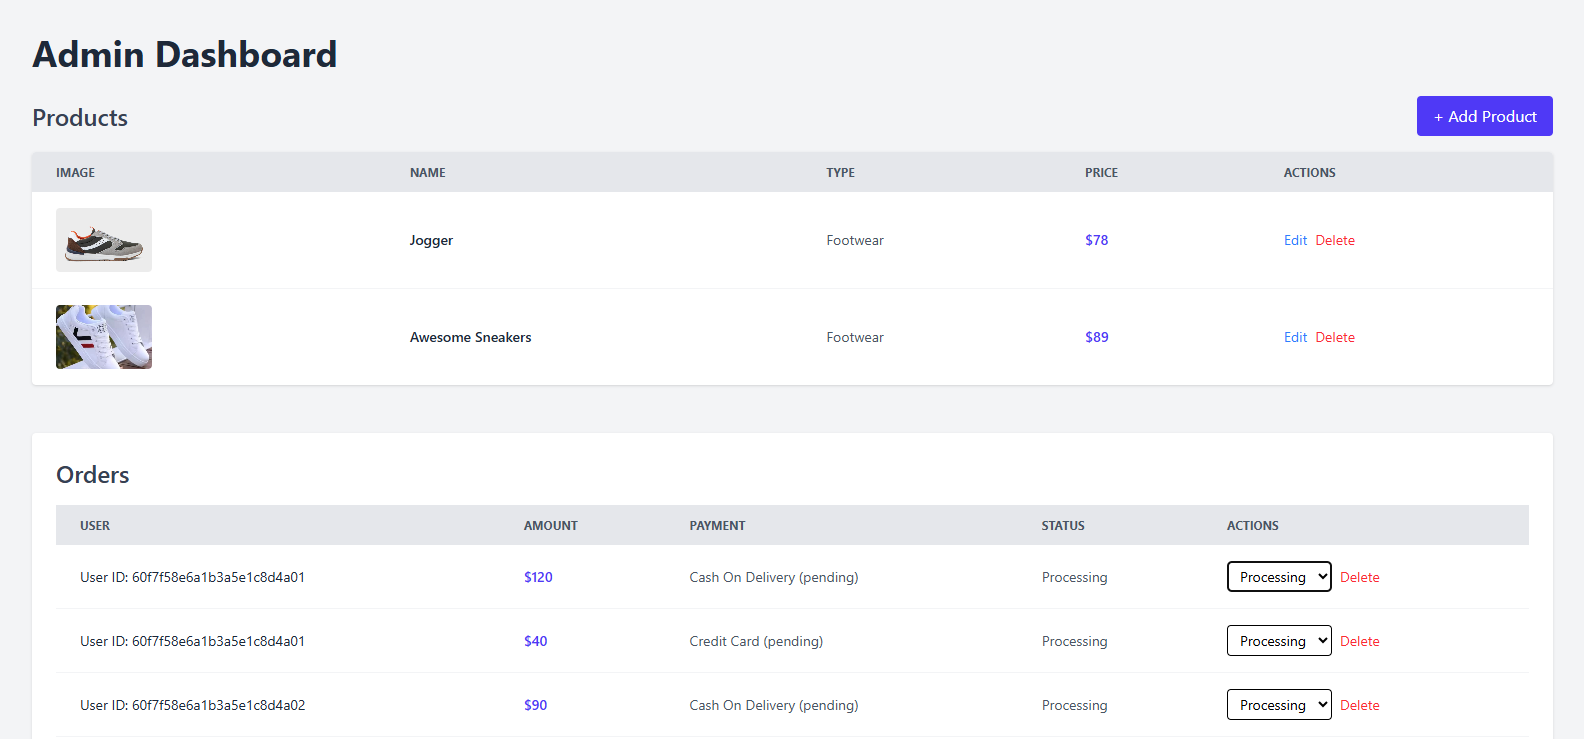 Admin Dashboard
Products
+ Add Product
IMAGE NAME TYPE PRICE ACTIONS
Jogger Footwear $78 Edit Delete
Awesome Sneakers Footwear $89 Edit Delete
Orders
USER AMOUNT PAYMENT STATUS ACTIONS
User ID: 60f7f58e6a1b3a5e1c8d4a01 $120 Cash On Delivery (pending) Processing Processing Delete
User ID: 60f7f58e6a1b3a5e1c8d4a01 $40 Credit Card (pending) Processing Processing Delete
User ID: 60f7f58e6a1b3a5e1c8d4a02 $90 Cash On Delivery (pending) Processing Processing Delete